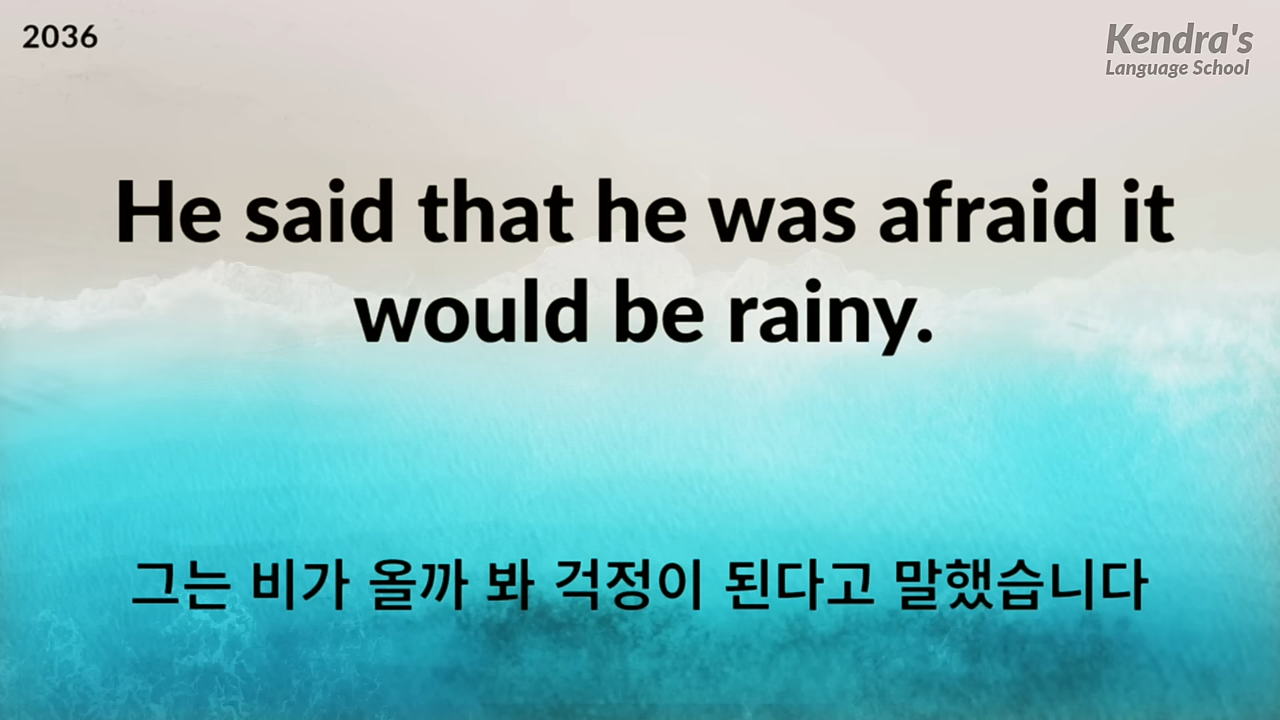 2036
Kendra's
Language School
He said that he was afraid it
would be rainy.
그는 비가 올까 봐 걱정이 된다고 말했습니다